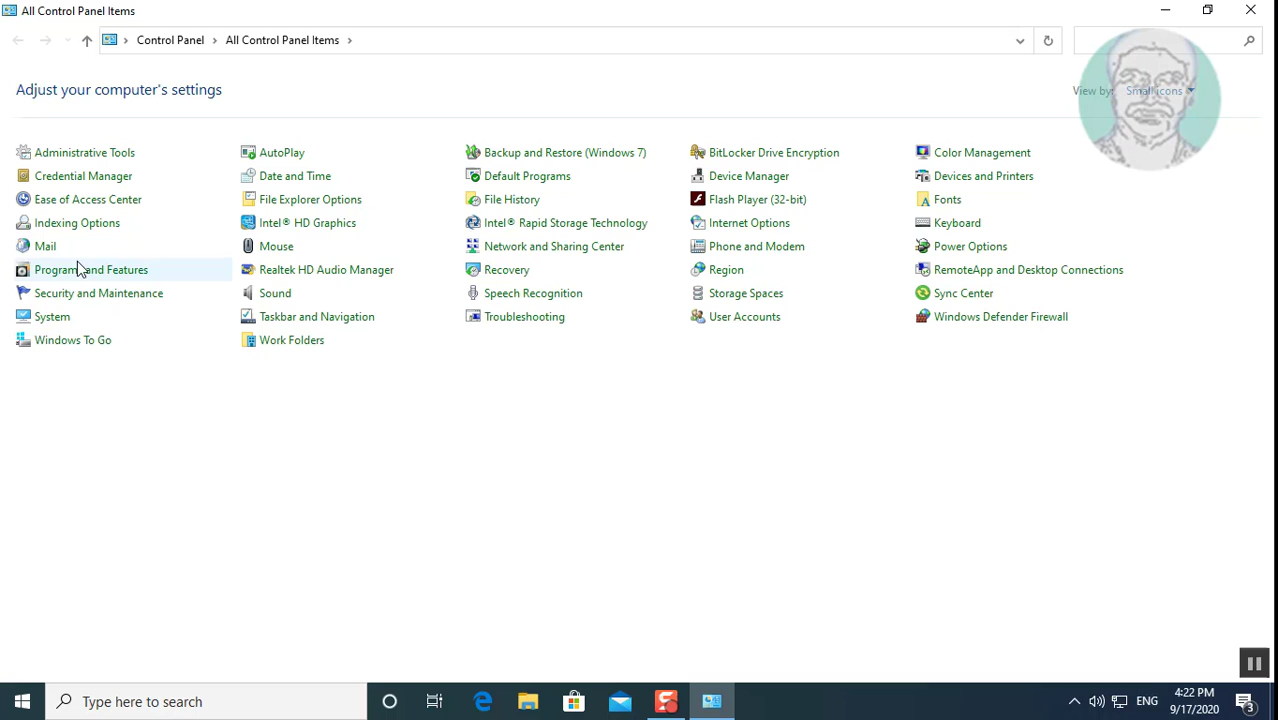 All Control Panel Items
Control Panel > All Control Panel Items >
Adjust your computer's settings
View by: Small icons
Administrative Tools
AutoPlay
Backup and Restore (Windows 7)
BitLocker Drive Encryption
Color Management
Credential Manager
Date and Time
Default Programs
Device Manager
Devices and Printers
Ease of Access Center
File Explorer Options
File History
Flash Player (32-bit)
Fonts
Indexing Options
Intel® HD Graphics
Intel® Rapid Storage Technology
Internet Options
Keyboard
Mail
Mouse
Network and Sharing Center
Phone and Modem
Power Options
Programs and Features
Realtek HD Audio Manager
Recovery
Region
RemoteApp and Desktop Connections
Security and Maintenance
Sound
Speech Recognition
Storage Spaces
Sync Center
System
Taskbar and Navigation
Troubleshooting
User Accounts
Windows Defender Firewall
Windows To Go
Work Folders
Type here to search
ENG
4:22 PM
9/17/2020
3